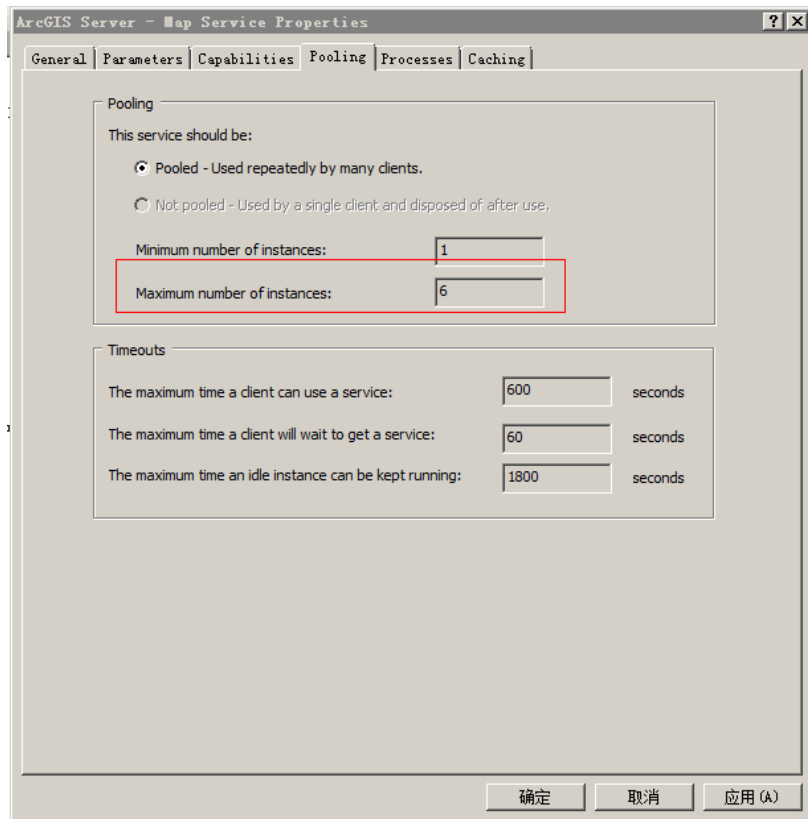 ArcGIS Server - Map Service Properties
General Parameters Capabilities Pooling Processes Caching
Pooling
This service should be:
Pooled - Used repeatedly by many clients.
Not pooled - Used by a single client and disposed of after use.
Minimum number of instances: 1
Maximum number of instances: 6
Timeouts
The maximum time a client can use a service: 600 seconds
The maximum time a client will wait to get a service: 60 seconds
The maximum time an idle instance can be kept running: 1800 seconds
确定 取消 应用(A)